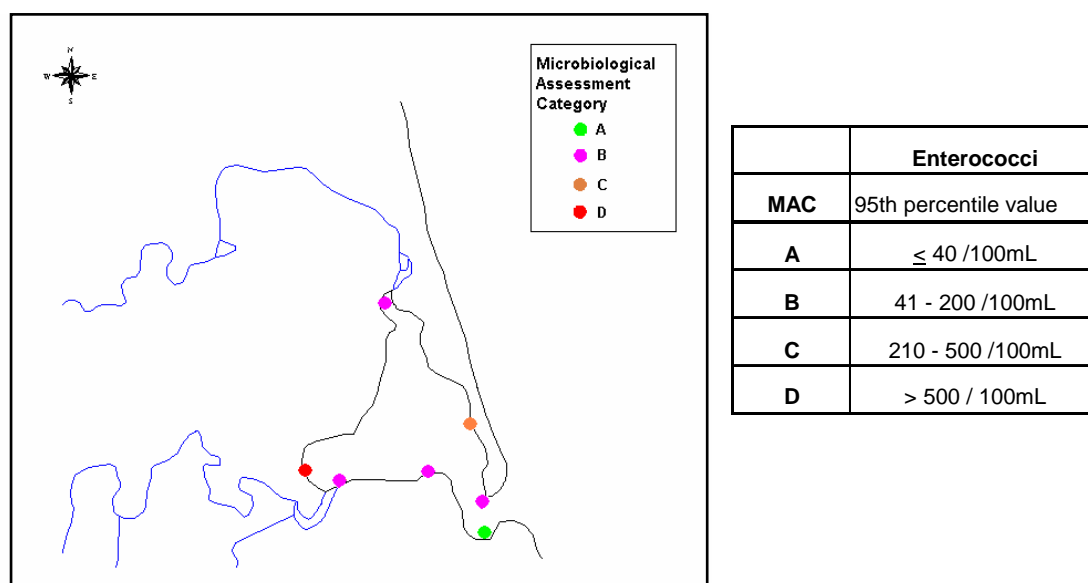 N
W E
S
Microbiological
Assessment
Category
A
B
C
D
Enterococci
MAC 95th percentile value
A ≤ 40 /100mL
B 41 - 200 /100mL
C 210 - 500 /100mL
D > 500 / 100mL